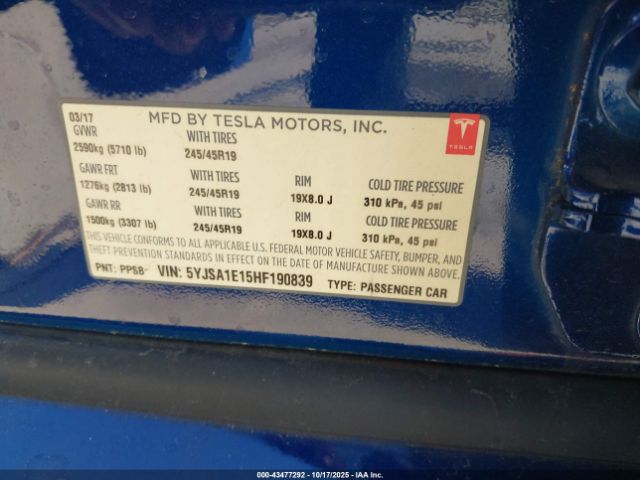 03/17 MFD BY TESLA MOTORS, INC.
TESLA
GVWR WITH TIRES
2590kg (5710 lb) 245/45R19
GAWR FRT WITH TIRES RIM COLD TIRE PRESSURE
1276kg (2813 lb) 245/45R19 19X8.0 J 310 kPa, 45 psi
GAWR RR WITH TIRES RIM COLD TIRE PRESSURE
1500kg (3307 lb) 245/45R19 19X8.0 J 310 kPa, 45 psi
THIS VEHICLE CONFORMS TO ALL APPLICABLE U.S. FEDERAL MOTOR VEHICLE SAFETY, BUMPER, AND
THEFT PREVENTION STANDARDS IN EFFECT ON THE DATE OF MANUFACTURE SHOWN ABOVE.
PNT: PPSB- VIN: 5YJSA1E15HF190839 TYPE: PASSENGER CAR
000-43477292 - 10/17/2025 - IAA Inc.